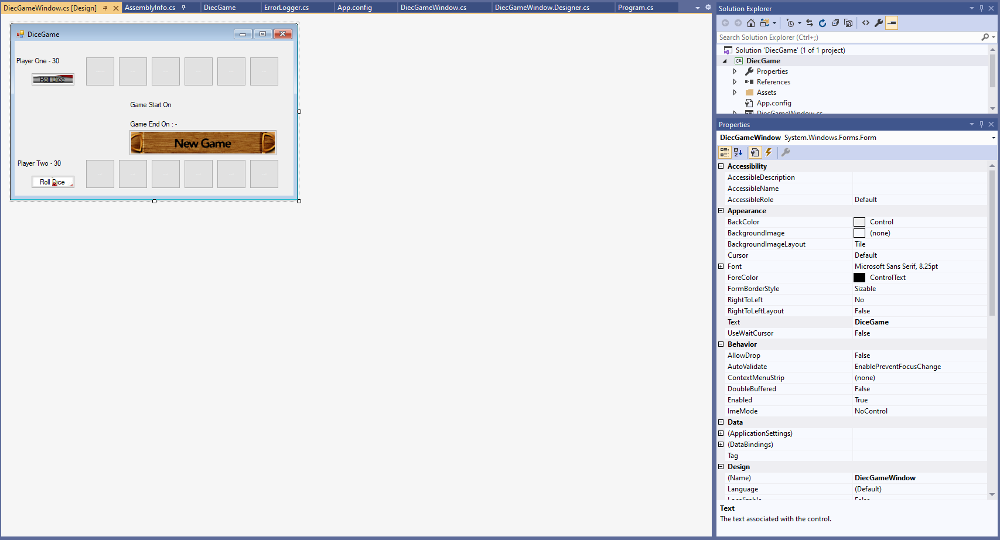 DiecGameWindow.cs [Design]
AssemblyInfo.cs
DiecGame
ErrorLogger.cs
App.config
DiecGameWindow.cs
DiecGameWindow.Designer.cs
Program.cs
DiceGame
Player One - 30
Roll Dice
Game Start On
Game End On : -
New Game
Player Two - 30
Roll Dice
Solution Explorer
Search Solution Explorer (Ctrl+;)
Solution 'DiecGame' (1 of 1 project)
C# DiecGame
Properties
References
Assets
App.config
DiecGameWindow.cs
Properties
DiecGameWindow System.Windows.Forms.Form
Accessibility
AccessibleDescription
AccessibleName
AccessibleRole Default
Appearance
BackColor Control
BackgroundImage (none)
BackgroundImageLayout Tile
Cursor Default
Font Microsoft Sans Serif, 8.25pt
ForeColor ControlText
FormBorderStyle Sizable
RightToLeft No
RightToLeftLayout False
Text DiceGame
UseWaitCursor False
Behavior
AllowDrop False
AutoValidate EnablePreventFocusChange
ContextMenuStrip (none)
DoubleBuffered False
Enabled True
ImeMode NoControl
Data
(ApplicationSettings)
(DataBindings)
Tag
Design
(Name) DiecGameWindow
Language (Default)
Localizable False
Text
The text associated with the control.